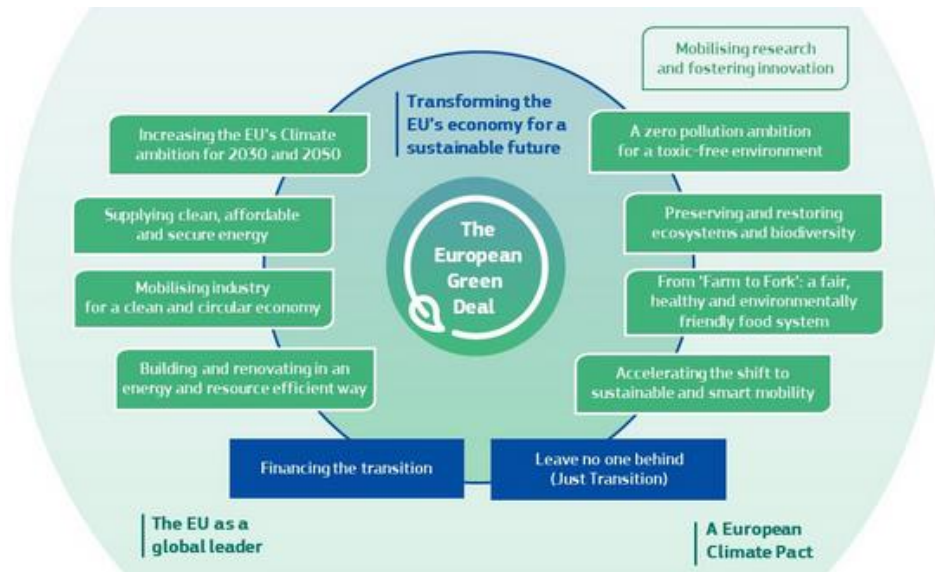 Mobilising research
and fostering innovation
Transforming the
EU's economy for a
sustainable future
Increasing the EU's Climate
ambition for 2030 and 2050
Supplying clean, affordable
and secure energy
Mobilising industry
for a clean and circular economy
Building and renovating in an
energy and resource efficient way
The
European
Green
Deal
A zero pollution ambition
for a toxic-free environment
Preserving and restoring
ecosystems and biodiversity
From 'Farm to Fork': a fair,
healthy and environmentally
friendly food system
Accelerating the shift to
sustainable and smart mobility
Financing the transition
Leave no one behind
(Just Transition)
The EU as a
global leader
A European
Climate Pact